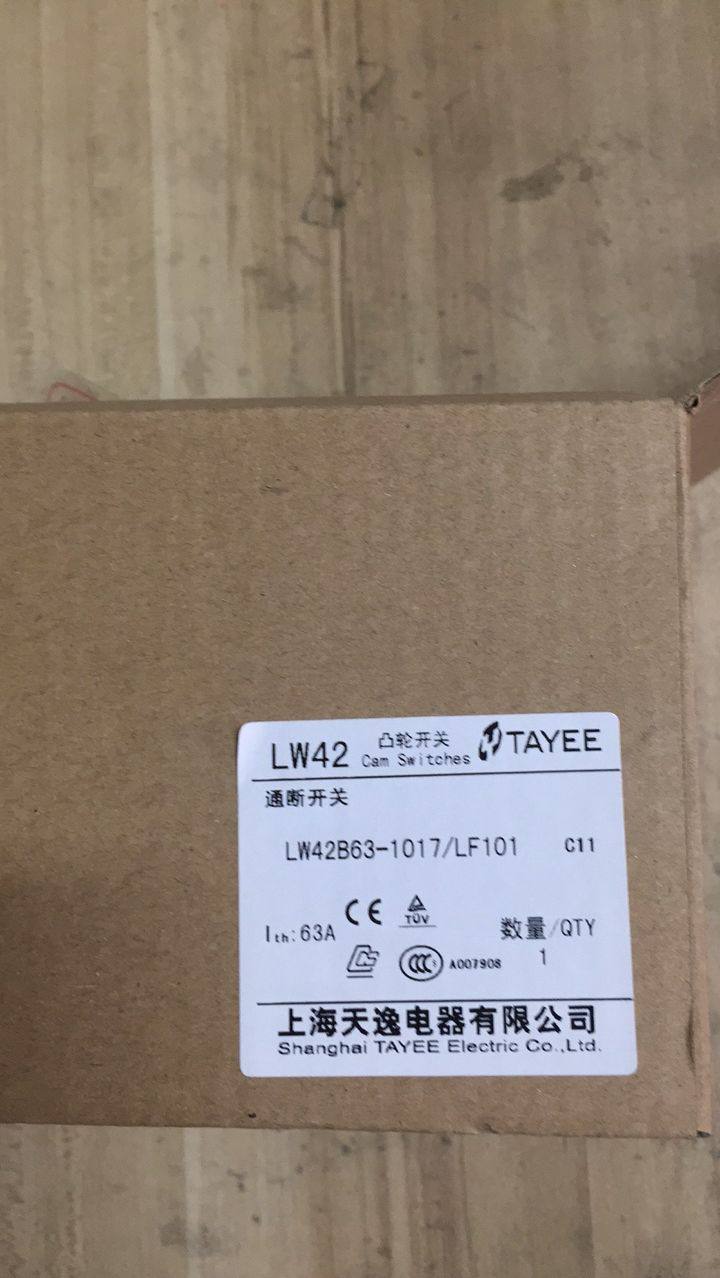 LW42 凸轮开关 TAYEE
Cam Switches
通断开关
LW42B63-1017/LF101 C11
CE TÜV
Ith:63A 数量/QTY
CCC A007908 1
上海天逸电器有限公司
Shanghai TAYEE Electric Co.,Ltd.